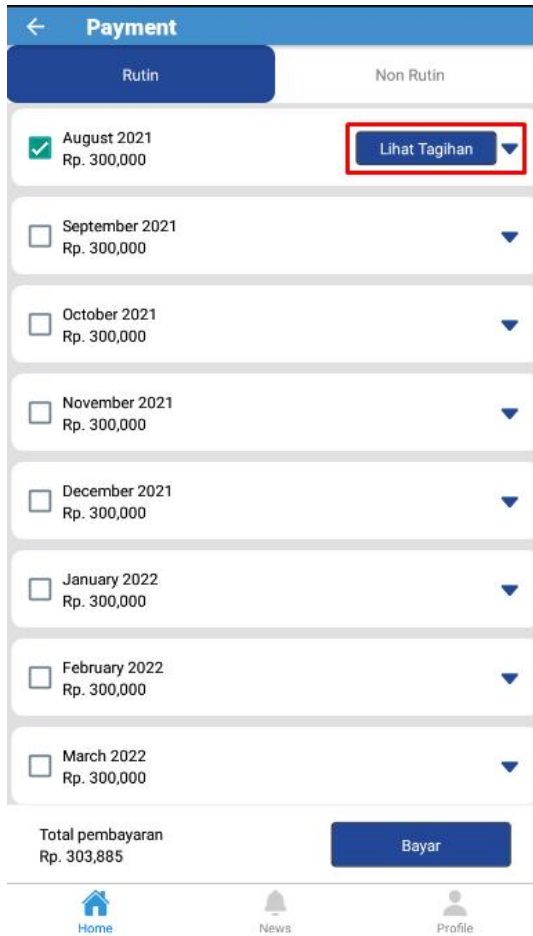 Payment
Rutin
Non Rutin
August 2021
Rp. 300,000
Lihat Tagihan
September 2021
Rp. 300,000
October 2021
Rp. 300,000
November 2021
Rp. 300,000
December 2021
Rp. 300,000
January 2022
Rp. 300,000
February 2022
Rp. 300,000
March 2022
Rp. 300,000
Total pembayaran
Rp. 303,885
Bayar
Home
News
Profile